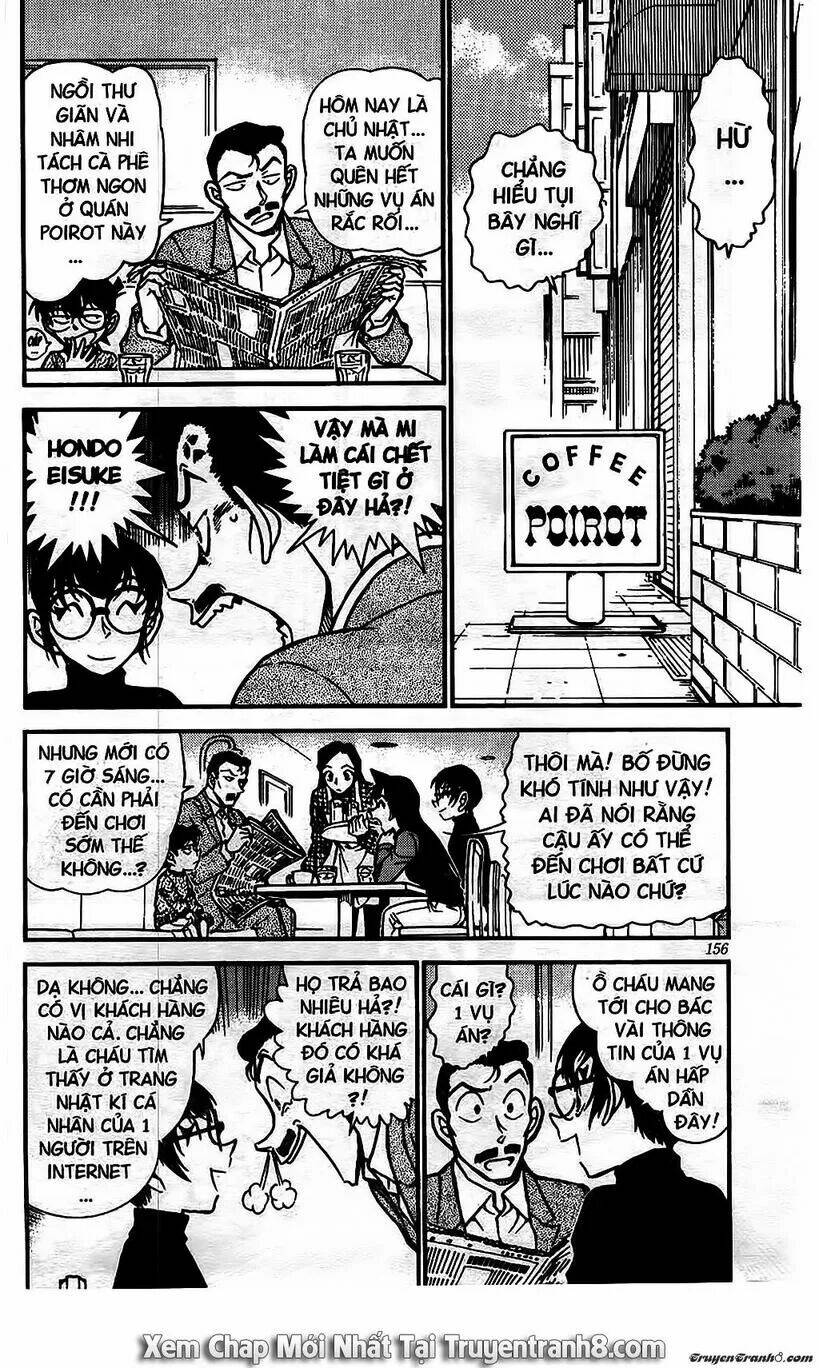 HỪ
...
CHẲNG
HIỂU TỤI
BÂY NGHĨ
GÌ...
COFFEE
POIROT
HÔM NAY LÀ
CHỦ NHẬT...
TA MUỐN
QUÊN HẾT
NHỮNG VỤ ÁN
RẮC RỐI...
NGỒI THƯ
GIÃN VÀ
NHÂM NHI
TÁCH CÀ PHÊ
THƠM NGON
Ở QUÁN
POIROT NÀY
...
VẬY MÀ MI
LÀM CÁI CHẾT
TIỆT GÌ Ở
ĐÂY HẢ?!
HONDO
EISUKE
!!!
THÔI MÀ! BỐ ĐỪNG
KHÓ TÍNH NHƯ VẬY!
AI ĐÃ NÓI RẰNG
CẬU ẤY CÓ THỂ
ĐẾN CHƠI BẤT CỨ
LÚC NÀO CHỨ?
NHƯNG MỚI CÓ
7 GIỜ SÁNG...
CÓ CẦN PHẢI
ĐẾN CHƠI
SỚM THẾ
KHÔNG...?
156
Ồ CHÁU MANG
TỚI CHO BÁC
VÀI THÔNG
TIN CỦA 1 VỤ
ÁN HẤP
DẪN
ĐÂY!
CÁI GÌ?
1 VỤ
ÁN?
HỌ TRẢ BAO
NHIÊU HẢ?!
KHÁCH HÀNG
ĐÓ CÓ KHÁ
GIẢ KHÔNG
?!
DẠ KHÔNG... CHẲNG
CÓ VỊ KHÁCH HÀNG
NÀO CẢ. CHẲNG
LÀ CHÁU TÌM
THẤY Ở TRANG
NHẬT KÍ CÁ
NHÂN CỦA 1
NGƯỜI TRÊN
INTERNET
...
Xem Chap Mới Nhất Tại Truyentranh8.com
TruyenTranh8.com